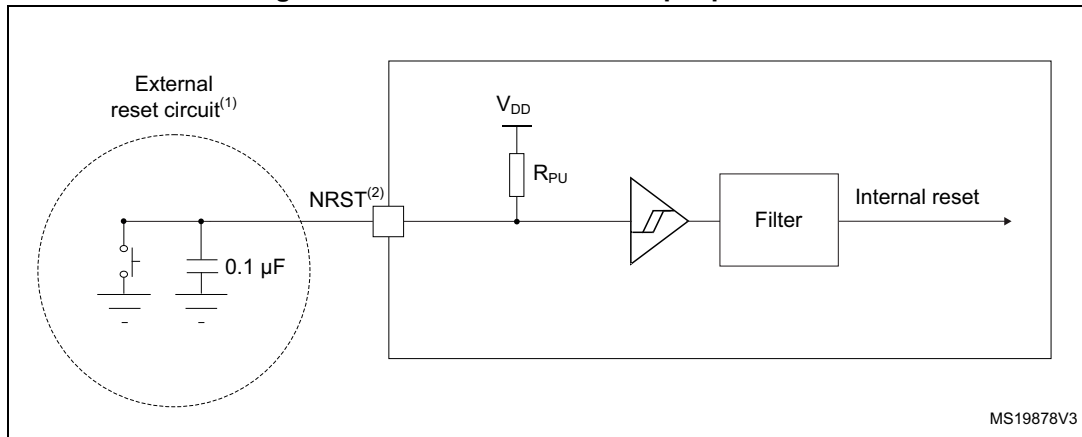 External
reset circuit(1)
VDD
RPU
NRST(2)
Filter
Internal reset
0.1 µF
MS19878V3